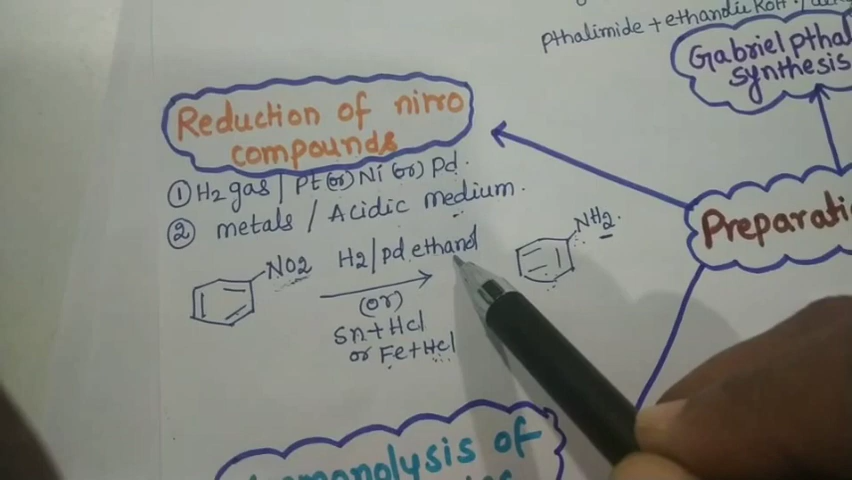 pthalimide + ethandic KOH
Gabriel pthal
synthesis
Reduction of nitro
compounds
① H2 gas / Pt (or) Ni (or) Pd.
② metals / Acidic medium.
NO2 H2/Pd ethanol NH2.
(or)
Sn+Hcl
or Fe+Hcl
Preparati
monolysis of